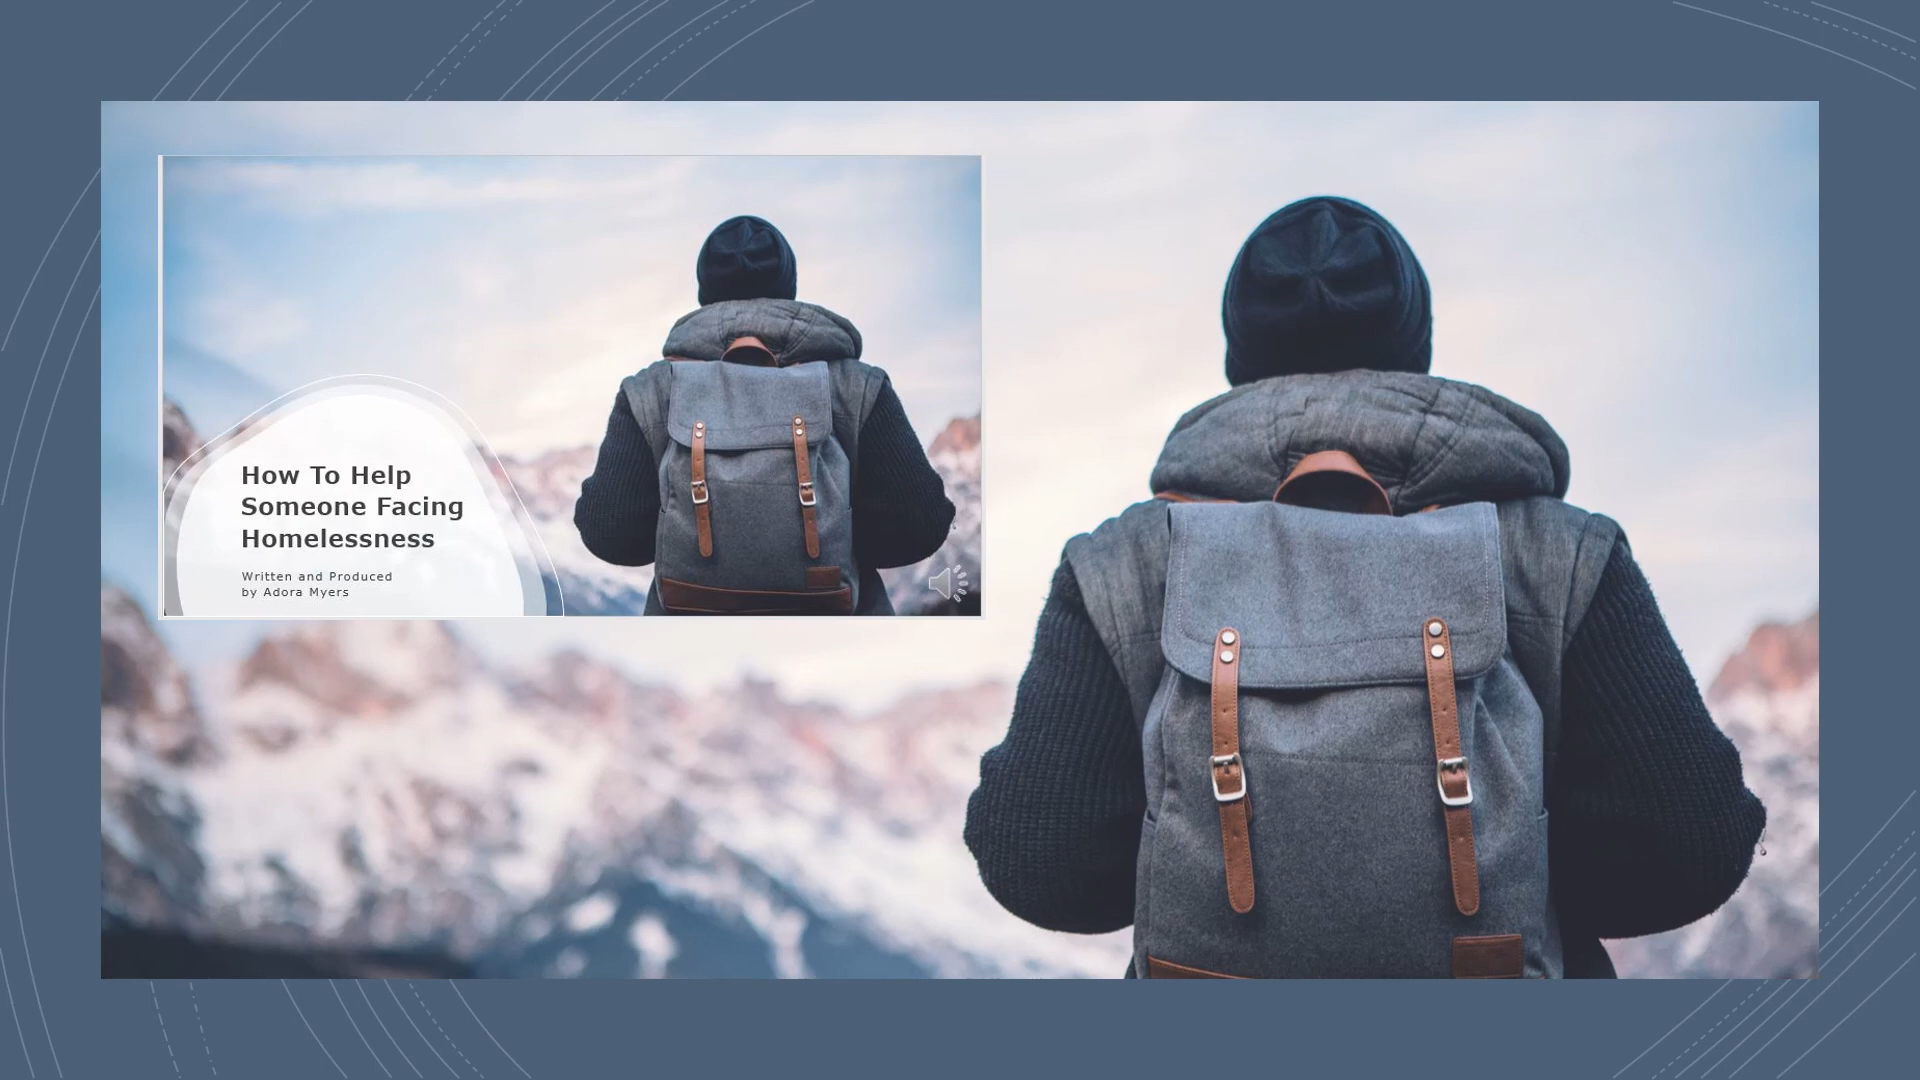 How To Help
Someone Facing
Homelessness
Written and Produced
by Adora Myers